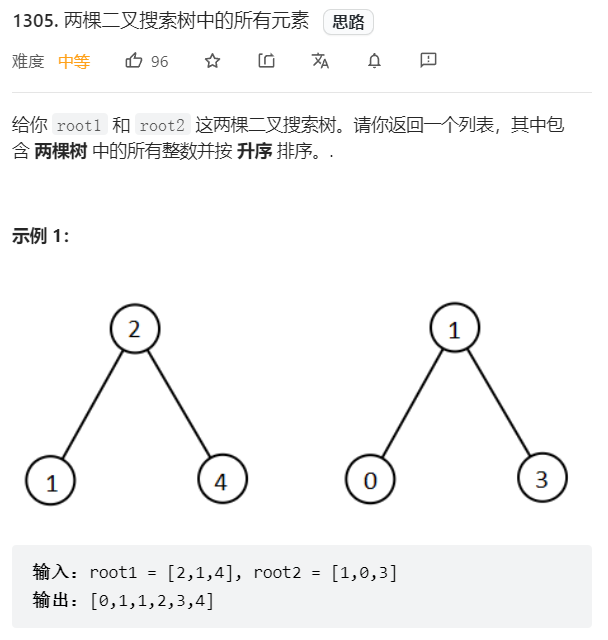 1305. 两棵二叉搜索树中的所有元素 思路
难度 中等 96
给你 root1 和 root2 这两棵二叉搜索树。请你返回一个列表，其中包
含 两棵树 中的所有整数并按 升序 排序。.
示例 1：
2 1
1 4 0 3
输入：root1 = [2,1,4], root2 = [1,0,3]
输出：[0,1,1,2,3,4]